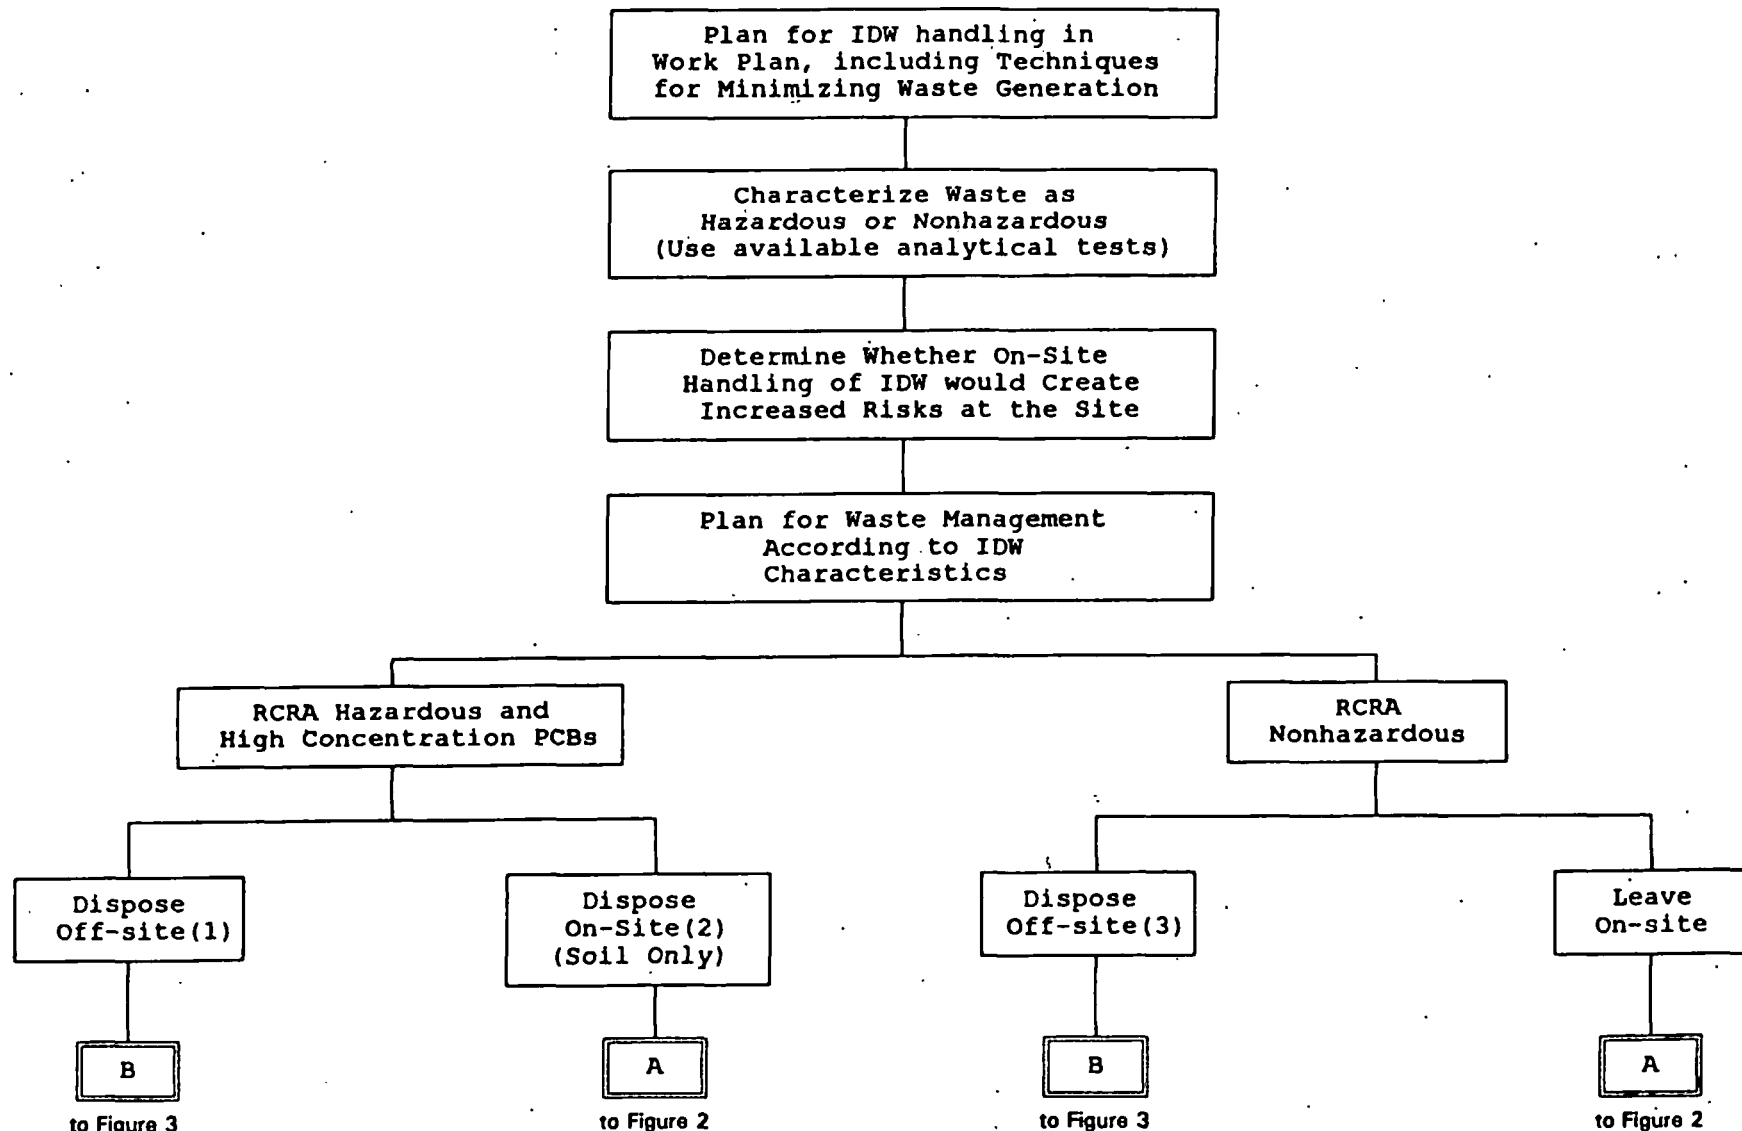 Plan for IDW handling in
Work Plan, including Techniques
for Minimizing Waste Generation
Characterize Waste as
Hazardous or Nonhazardous
(Use available analytical tests)
Determine Whether On-Site
Handling of IDW would Create
Increased Risks at the Site
Plan for Waste Management
According to IDW
Characteristics
RCRA Hazardous and
High Concentration PCBs
RCRA
Nonhazardous
Dispose
Off-site(1)
Dispose
On-Site(2)
(Soil Only)
Dispose
Off-site(3)
Leave
On-site
B
A
B
A
to Figure 3
to Figure 2
to Figure 3
to Figure 2